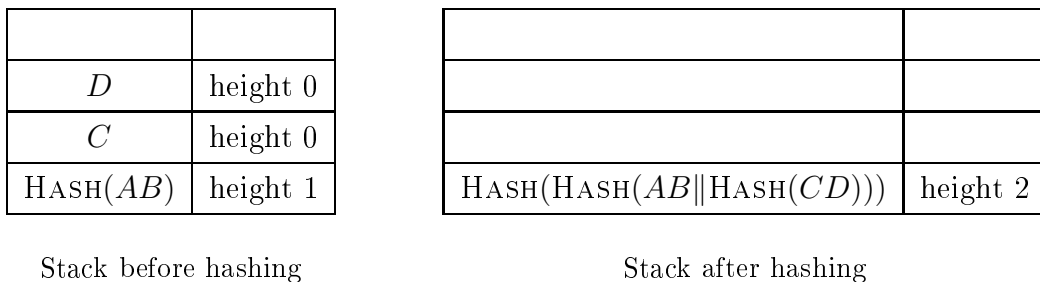 D height 0
C height 0
HASH(AB) height 1 HASH(HASH(AB‖HASH(CD))) height 2
Stack before hashing Stack after hashing